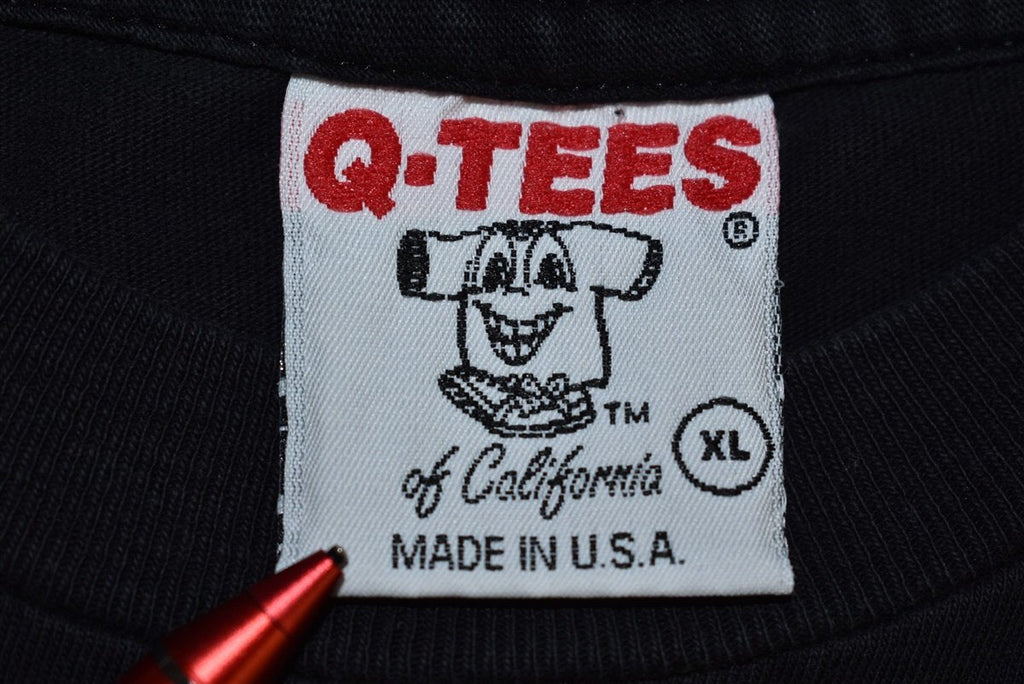 Q-TEES
®
TM
XL
of California
MADE IN U.S.A.